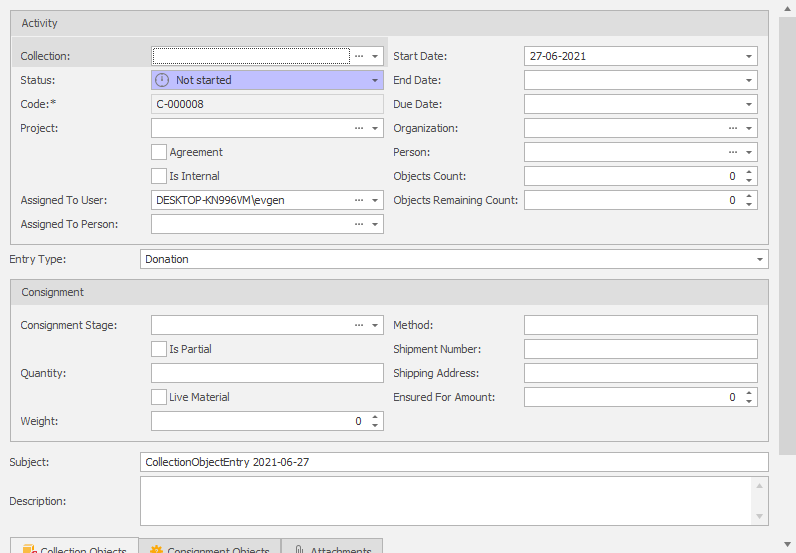 Activity
Collection: ...
Start Date: 27-06-2021
Status: Not started
End Date:
Code:* C-000008
Due Date:
Project: ...
Organization: ...
Agreement
Person: ...
Is Internal
Objects Count: 0
Assigned To User: DESKTOP-KN996VM\evgen ...
Objects Remaining Count: 0
Assigned To Person: ...
Entry Type: Donation
Consignment
Consignment Stage: ...
Method:
Is Partial
Shipment Number:
Quantity:
Shipping Address:
Live Material
Ensured For Amount: 0
Weight: 0
Subject: CollectionObjectEntry 2021-06-27
Description:
Collection Objects Consignment Objects Attachments